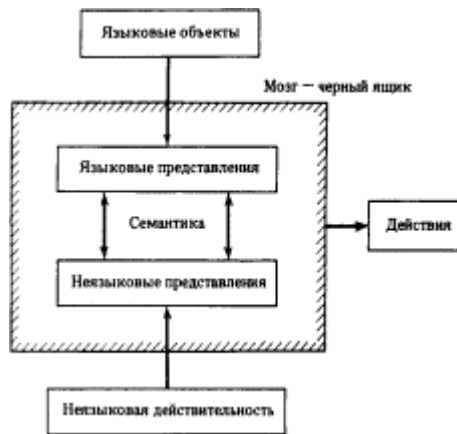 Языковые объекты
Мозг — черный ящик
Языковые представления
Семантика
Действия
Неязыковые представления
Неязыковая действительность